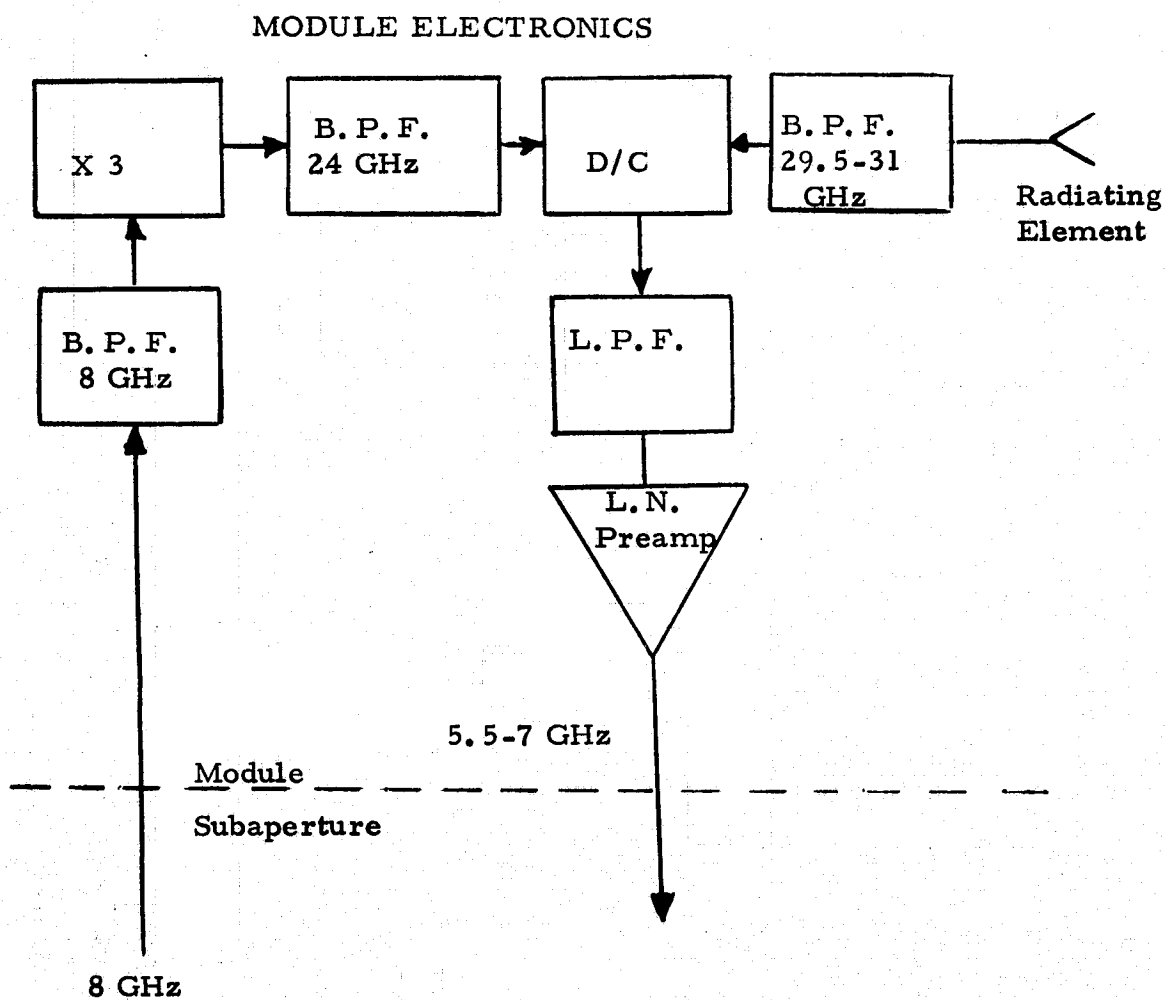 MODULE ELECTRONICS
X 3
B. P. F.
24 GHz
D/C
B. P. F.
29.5-31
GHz
Radiating
Element
B. P. F.
8 GHz
L. P. F.
L. N.
Preamp
5.5-7 GHz
Module
Subaperture
8 GHz